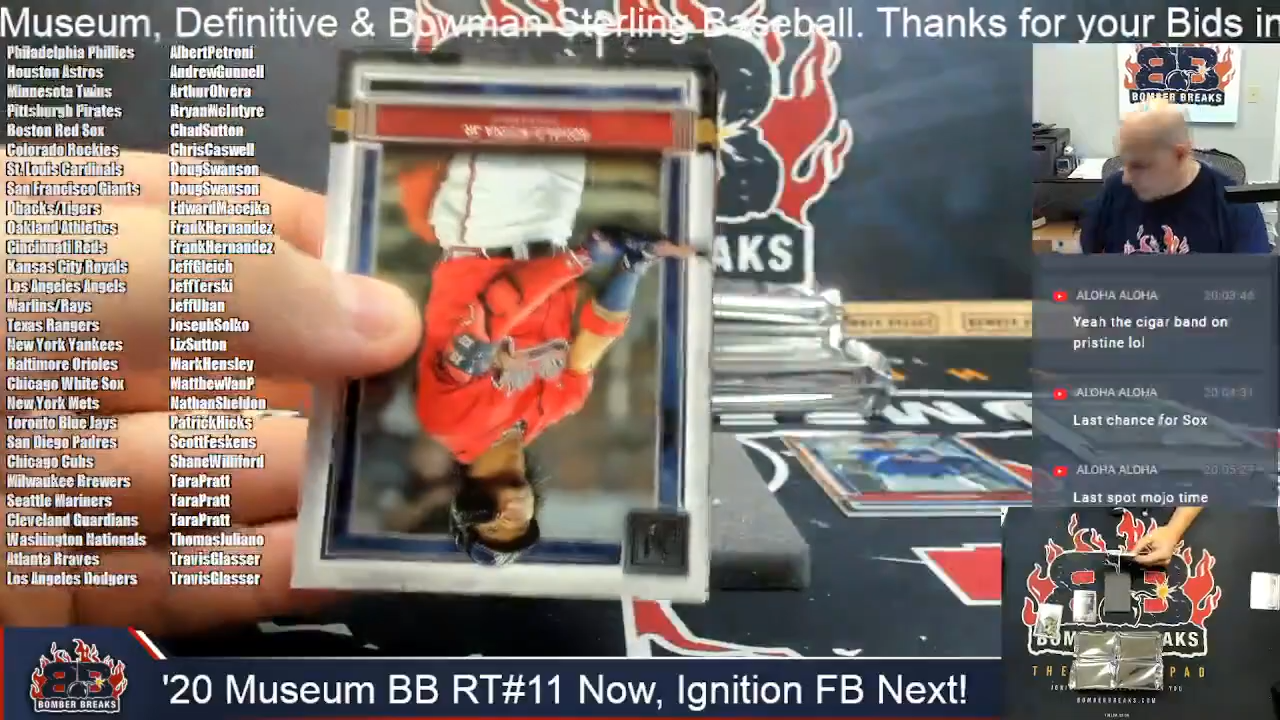 Museum, Definitive & Bowman Sterling Baseball. Thanks for your Bids in
Philadelphia Phillies AlbertPetroni
Houston Astros AndrewGunnell
Minnesota Twins ArthurOlvera
Pittsburgh Pirates BryanMcIntyre
Boston Red Sox ChadSutton
Colorado Rockies ChrisCaswell
St. Louis Cardinals DougSwanson
San Francisco Giants DougSwanson
Dbacks/Tigers EdwardMacejka
Oakland Athletics FrankHernandez
Cincinnati Reds FrankHernandez
Kansas City Royals JeffGleich
Los Angeles Angels JeffTerski
Marlins/Rays JeffUban
Texas Rangers JosephSolko
New York Yankees LizSutton
Baltimore Orioles MarkHensley
Chicago White Sox MatthewVanP
New York Mets NathanSheldon
Toronto Blue Jays PatrickHicks
San Diego Padres ScottFeskens
Chicago Cubs ShaneWilliford
Milwaukee Brewers TaraPratt
Seattle Mariners TaraPratt
Cleveland Guardians TaraPratt
Washington Nationals ThomasJuliano
Atlanta Braves TravisGlasser
Los Angeles Dodgers TravisGlasser
RONALD ACUÑA JR.
AKS
BOMBER BREAKS
ALOHA ALOHA 20:03:46
Yeah the cigar band on
pristine lol
ALOHA ALOHA 20:04:31
Last chance for Sox
ALOHA ALOHA 20:05:27
Last spot mojo time
BOMBER BREAKS
'20 Museum BB RT#11 Now, Ignition FB Next!